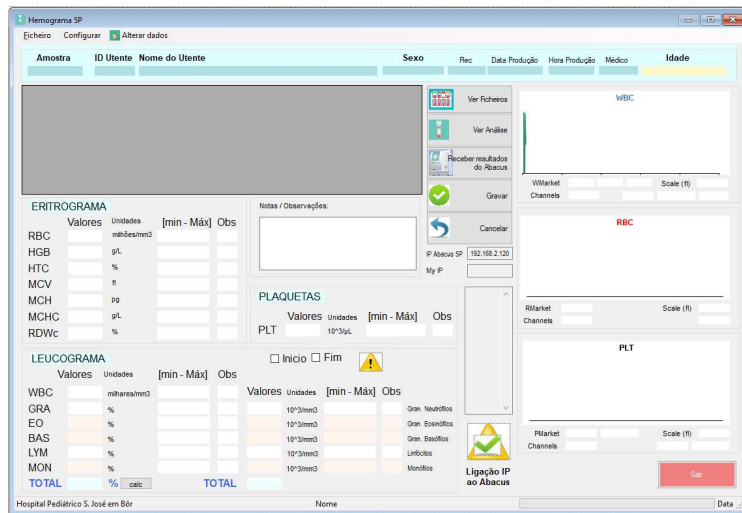 Hemograma 5P
Ficheiro Configurar Alterar dados
Amostra ID Utente Nome do Utente Sexo Rec Data Produção Hora Produção Médico Idade
Ver Ficheiros
Ver Análise
Receber resultados do Abacus
Gravar
Cancelar
IP Abacus 5P 192.168.2.120
My IP
WBC
WMarket Scale (fl)
Channels
RBC
RMarket Scale (fl)
Channels
PLT
PMarket Scale (fl)
Channels
ERITROGRAMA
Valores Unidades [min - Máx] Obs
RBC milhões/mm3
HGB g/L
HTC %
MCV fl
MCH pg
MCHC g/L
RDWc %
Notas / Observações:
PLAQUETAS
Valores Unidades [min - Máx] Obs
PLT 10^3/µL
LEUCOGRAMA
Inicio Fim
Valores Unidades [min - Máx] Obs
Valores Unidades [min - Máx] Obs
WBC milhares/mm3
GRA % 10^3/mm3 Gran. Neutrófilos
EO % 10^3/mm3 Gran. Eosinófilos
BAS % 10^3/mm3 Gran. Basófilos
LYM % 10^3/mm3 Linfócitos
MON % 10^3/mm3 Monófilos
TOTAL % calc TOTAL
Ligação IP
ao Abacus
Sair
Hospital Pediátrico S. José em Bôr Nome Data